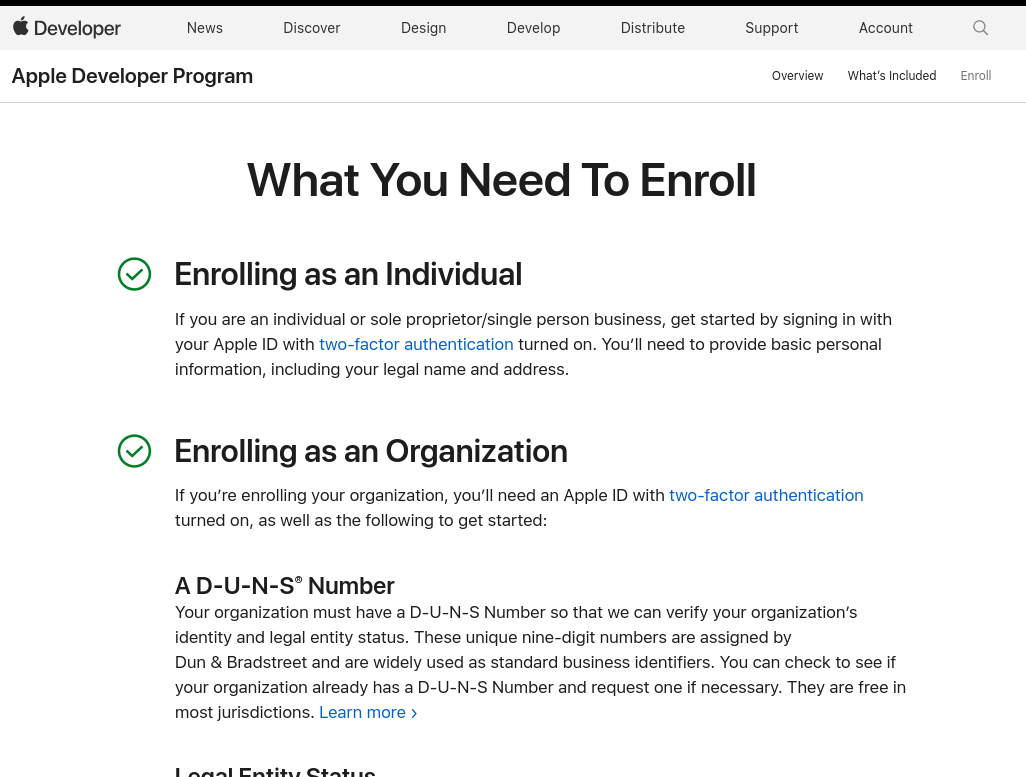 Developer News Discover Design Develop Distribute Support Account
Apple Developer Program Overview What's Included Enroll
What You Need To Enroll
Enrolling as an Individual
If you are an individual or sole proprietor/single person business, get started by signing in with
your Apple ID with two-factor authentication turned on. You’ll need to provide basic personal
information, including your legal name and address.
Enrolling as an Organization
If you’re enrolling your organization, you’ll need an Apple ID with two-factor authentication
turned on, as well as the following to get started:
A D-U-N-S® Number
Your organization must have a D-U-N-S Number so that we can verify your organization’s
identity and legal entity status. These unique nine-digit numbers are assigned by
Dun & Bradstreet and are widely used as standard business identifiers. You can check to see if
your organization already has a D-U-N-S Number and request one if necessary. They are free in
most jurisdictions. Learn more ›
Legal Entity Status